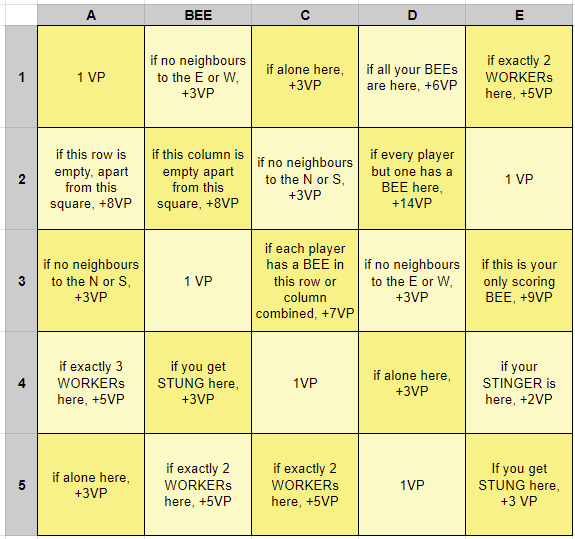 A BEE C D E
1
1 VP
if no neighbours
to the E or W,
+3VP
if alone here,
+3VP
if all your BEEs
are here, +6VP
if exactly 2
WORKERs
here, +5VP
2
if this row is
empty, apart
from this
square, +8VP
if this column is
empty apart
from this
square, +8VP
if no neighbours
to the N or S,
+3VP
if every player
but one has a
BEE here,
+14VP
1 VP
3
if no neighbours
to the N or S,
+3VP
1 VP
if each player
has a BEE in
this row or
column
combined, +7VP
if no neighbours
to the E or W,
+3VP
if this is your
only scoring
BEE, +9VP
4
if exactly 3
WORKERs
here, +5VP
if you get
STUNG here,
+3VP
1VP
if alone here,
+3VP
if your
STINGER is
here, +2VP
5
if alone here,
+3VP
if exactly 2
WORKERs
here, +5VP
if exactly 2
WORKERs
here, +5VP
1VP
If you get
STUNG here,
+3 VP